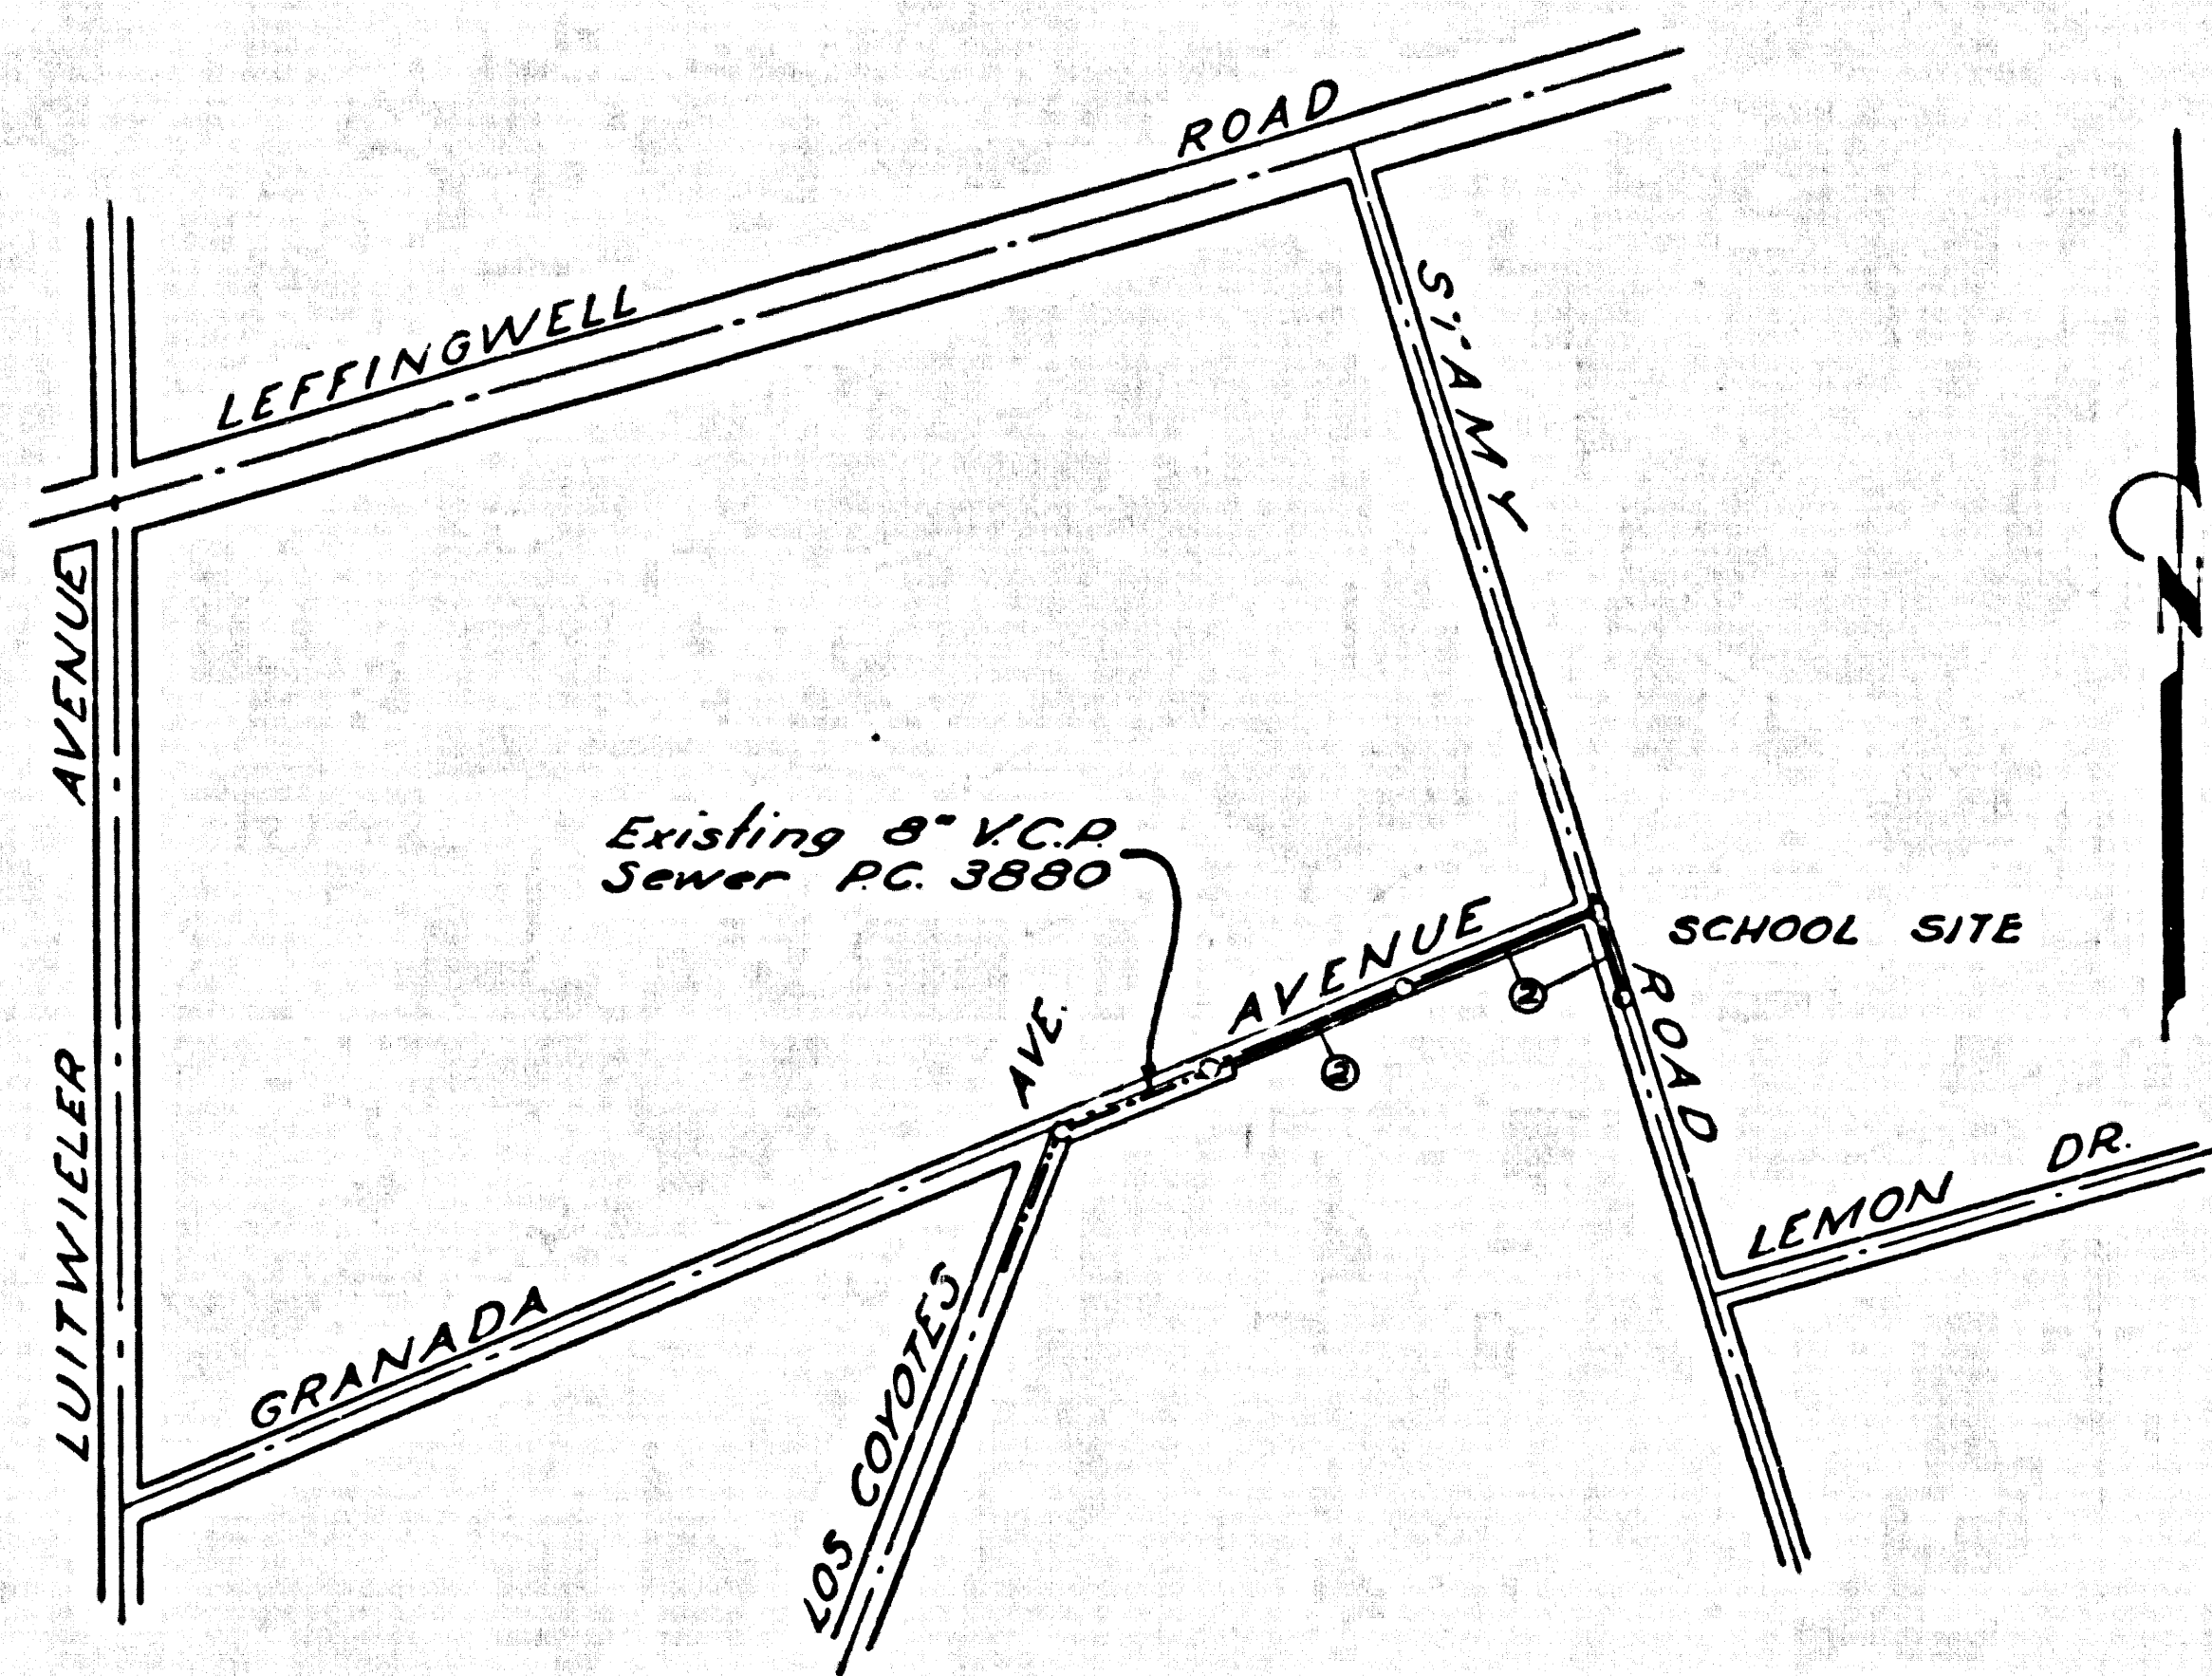 LEFFINGWELL ROAD
ST. AMY ROAD
LUITWIELER AVENUE
N
Existing 8" V.C.P.
Sewer P.C. 3880
SCHOOL SITE
GRANADA AVENUE
2
2
LOS COYOTES AVE.
LEMON DR.